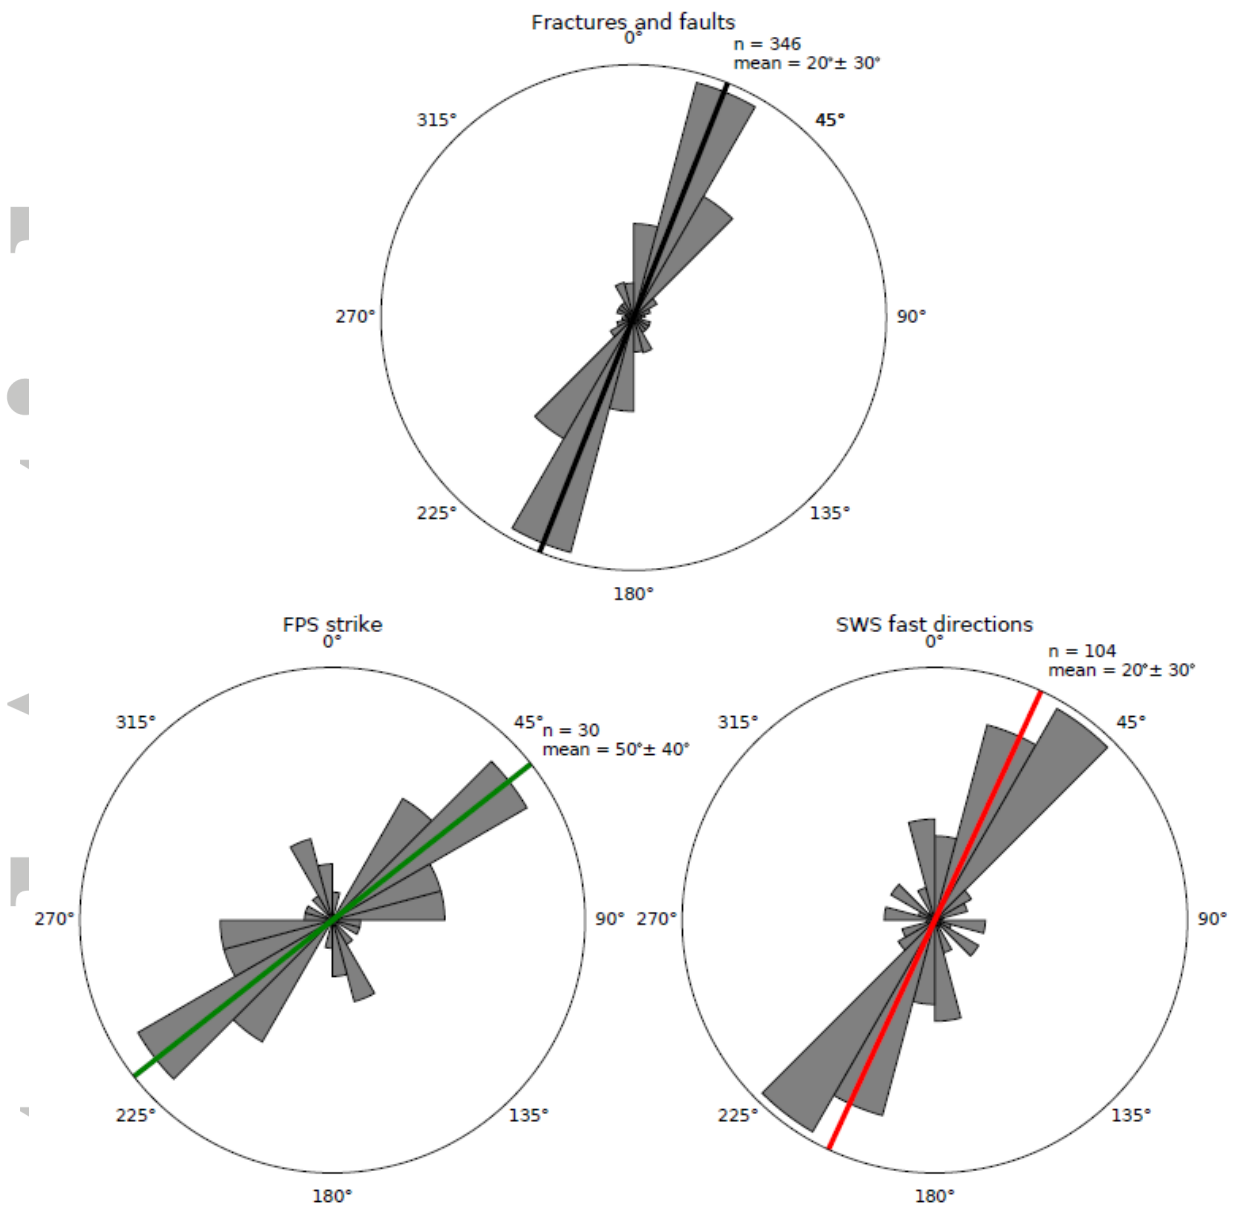 Fractures and faults
0°
n = 346
mean = 20°± 30°
315°
45°
270°
90°
225°
135°
180°
FPS strike
0°
315°
45°
n = 30
mean = 50°± 40°
270°
90°
225°
135°
180°
SWS fast directions
0°
n = 104
mean = 20°± 30°
315°
45°
270°
90°
225°
135°
180°